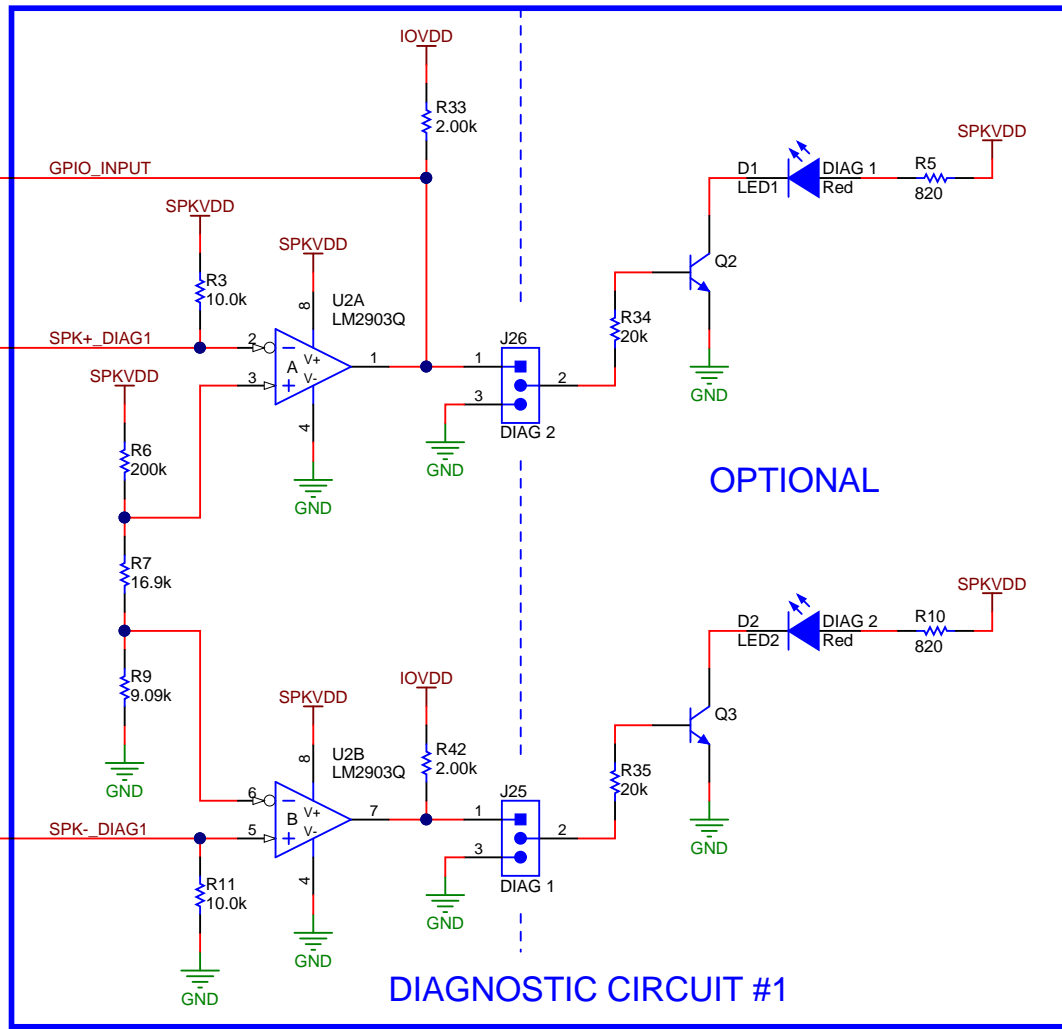 IOVDD
R33
2.00k
GPIO_INPUT
SPKVDD
R3
10.0k
SPKVDD
8
U2A
LM2903Q
SPK+_DIAG1
2
A
V+
V-
1
3
4
GND
SPKVDD
R6
200k
R7
16.9k
R9
9.09k
GND
J26
1
2
3
DIAG 2
GND
R34
20k
Q2
GND
D1
LED1
DIAG 1
Red
R5
820
SPKVDD
OPTIONAL
SPKVDD
8
U2B
LM2903Q
IOVDD
R42
2.00k
6
B
V+
V-
7
5
4
GND
SPK-_DIAG1
R11
10.0k
GND
J25
1
2
3
DIAG 1
GND
R35
20k
Q3
GND
D2
LED2
DIAG 2
Red
R10
820
SPKVDD
DIAGNOSTIC CIRCUIT #1